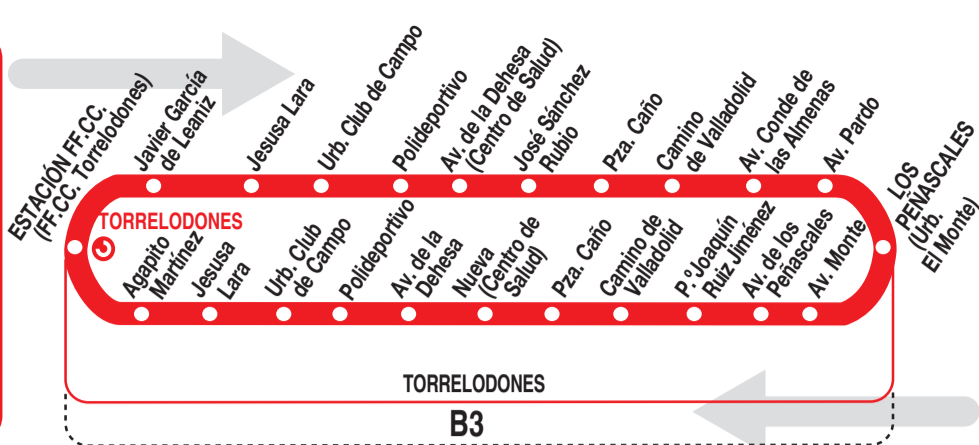 ESTACIÓN FF.CC.
(FF.CC. Torrelodones)
Javier García
de Leaniz
Jesusa Lara
Urb. Club de Campo
Polideportivo
Av. de la Dehesa
(Centro de Salud)
José Sánchez
Rubio
Pza. Caño
Camino
de Valladolid
Av. Conde de
las Almenas
Av. Pardo
LOS
PEÑASCALES
(Urb.
El Monte)
TORRELODONES
Agapito
Martínez
Jesusa
Lara
Urb. Club
de Campo
Polideportivo
Av. de la
Dehesa
Nueva
(Centro de
Salud)
Pza. Caño
Camino de
Valladolid
P.º Joaquín
Ruiz Jiménez
Av. de los
Peñascales
Av. Monte
TORRELODONES
B3